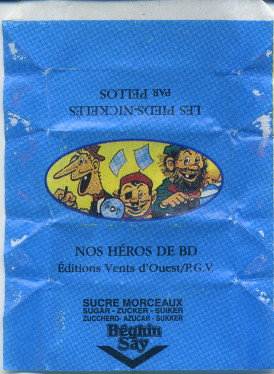 LES PIEDS-NICKELÉS
PAR PELLOS
NOS HÉROS DE BD
Éditions Vents d'Ouest/P.G.V.
SUCRE MORCEAUX
SUGAR - ZUCKER - SUIKER
ZUCCHERO - AZUCAR - SUKKER
Béghin
Say